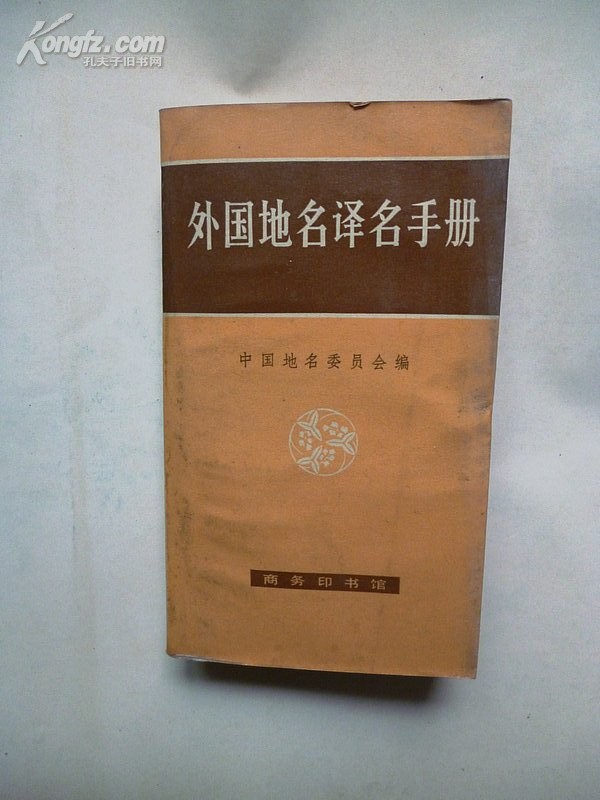 Kongfz.com
孔夫子旧书网
外国地名译名手册
中国地名委员会编
商务印书馆